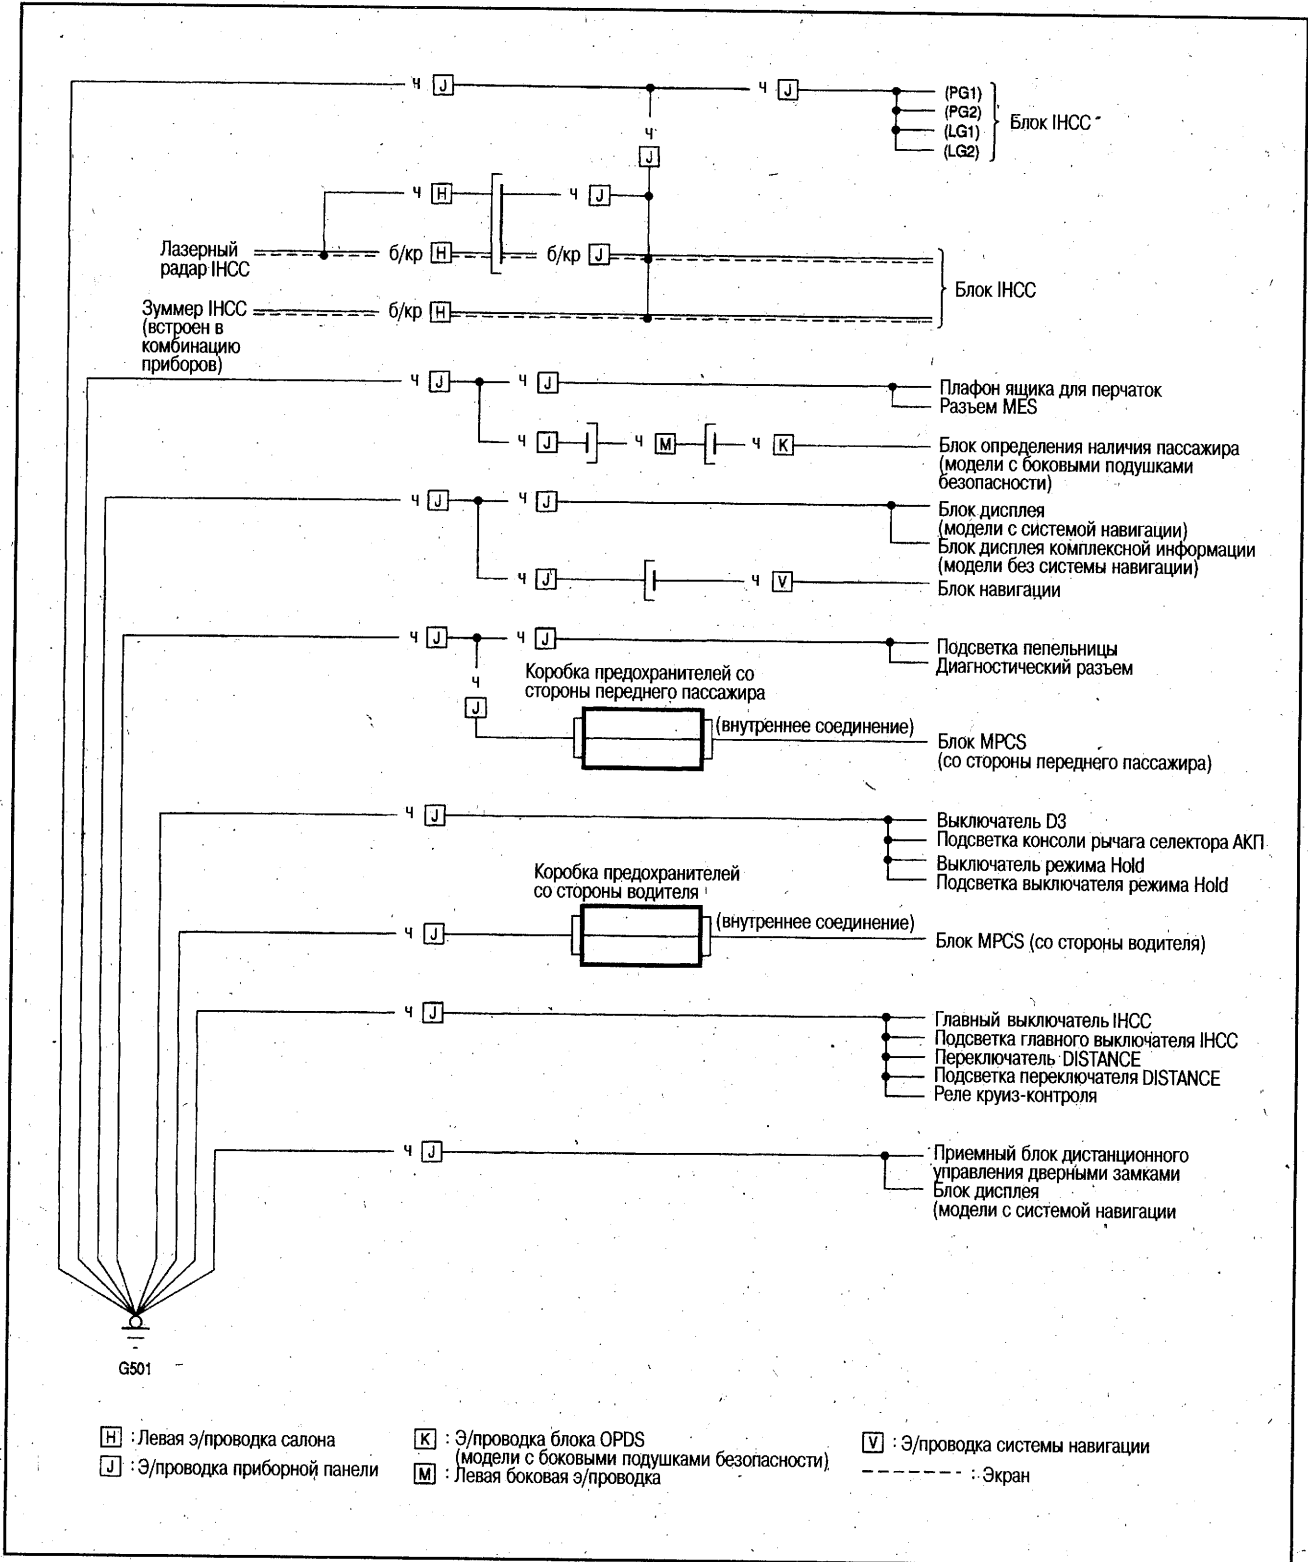 ч J ч J (PG1)
(PG2)
(LG1)
(LG2)
Блок IHCC
ч
J
ч H ч J
Лазерный
радар IHCC
б/кр H б/кр J
Блок IHCC
Зуммер IHCC
(встроен в
комбинацию
приборов)
б/кр H
ч J ч J
Плафон ящика для перчаток
Разъем MES
ч J ч M ч K
Блок определения наличия пассажира
(модели с боковыми подушками
безопасности)
ч J ч J
Блок дисплея
(модели с системой навигации)
Блок дисплея комплексной информации
(модели без системы навигации)
ч J ч V
Блок навигации
ч J ч J
Подсветка пепельницы
Диагностический разъем
ч
J
Коробка предохранителей со
стороны переднего пассажира
(внутреннее соединение)
Блок MPCS
(со стороны переднего пассажира)
ч J
Выключатель D3
Подсветка консоли рычага селектора АКП
Выключатель режима Hold
Подсветка выключателя режима Hold
Коробка предохранителей
со стороны водителя
(внутреннее соединение)
ч J
Блок MPCS (со стороны водителя)
ч J
Главный выключатель IHCC
Подсветка главного выключателя IHCC
Переключатель DISTANCE
Подсветка переключателя DISTANCE
Реле круиз-контроля
ч J
Приемный блок дистанционного
управления дверными замками
Блок дисплея
(модели с системой навигации
G501
H : Левая э/проводка салона
J : Э/проводка приборной панели
K : Э/проводка блока OPDS
(модели с боковыми подушками безопасности)
M : Левая боковая э/проводка
V : Э/проводка системы навигации
------- : Экран